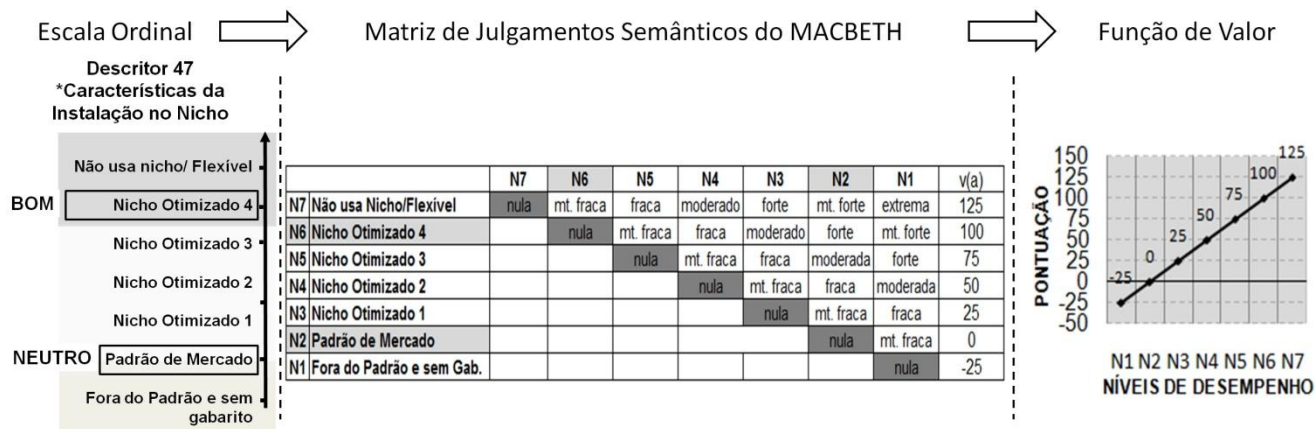 Escala Ordinal
Matriz de Julgamentos Semânticos do MACBETH
Função de Valor
Descritor 47
*Características da
Instalação no Nicho
Não usa nicho/ Flexível
BOM Nicho Otimizado 4
Nicho Otimizado 3
Nicho Otimizado 2
Nicho Otimizado 1
NEUTRO Padrão de Mercado
Fora do Padrão e sem
gabarito
N7 N6 N5 N4 N3 N2 N1 v(a)
N7 Não usa Nicho/Flexível nula mt. fraca fraca moderado forte mt. forte extrema 125
N6 Nicho Otimizado 4 nula mt. fraca fraca moderado forte mt. forte 100
N5 Nicho Otimizado 3 nula mt. fraca fraca moderada forte 75
N4 Nicho Otimizado 2 nula mt. fraca fraca moderada 50
N3 Nicho Otimizado 1 nula mt. fraca fraca 25
N2 Padrão de Mercado nula mt. fraca 0
N1 Fora do Padrão e sem Gab. nula -25
PONTUAÇÃO
150
125
100
75
50
25
0
-25
-50
125
100
75
50
25
0
-25
N1 N2 N3 N4 N5 N6 N7
NÍVEIS DE DESEMPENHO